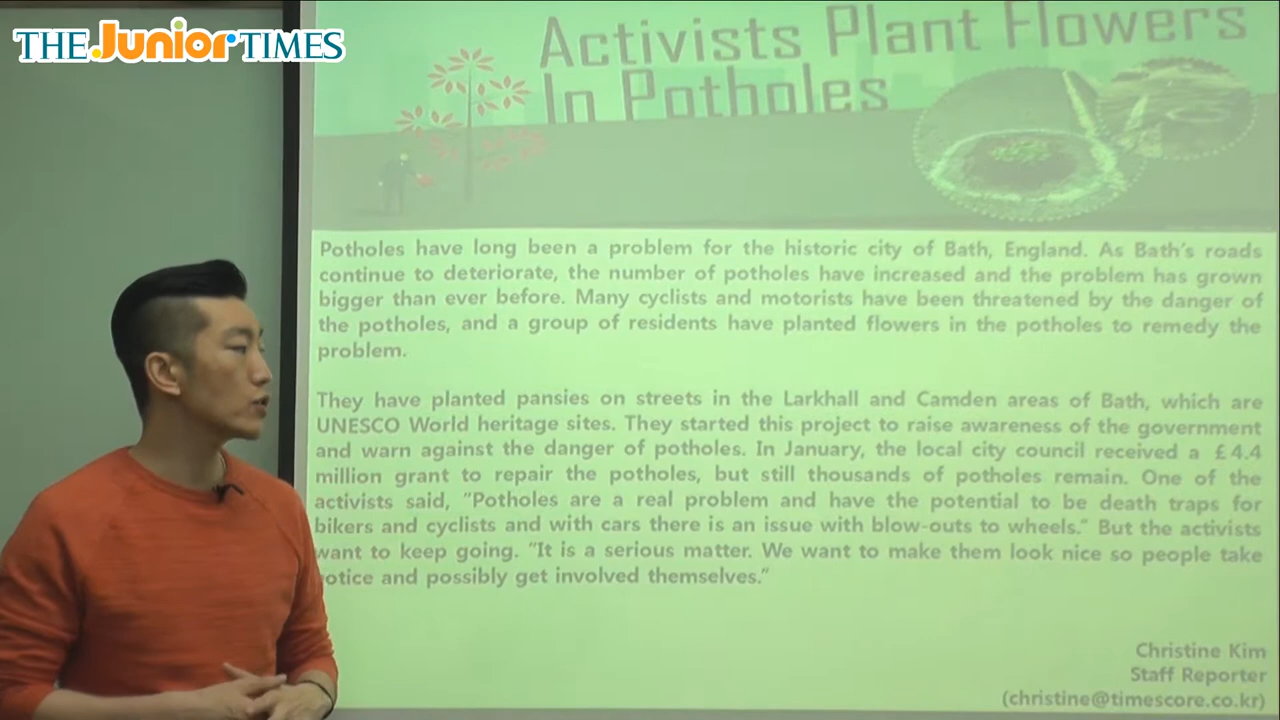 THE Junior TIMES
Activists Plant Flowers
In Potholes
Potholes have long been a problem for the historic city of Bath, England. As Bath's roads
continue to deteriorate, the number of potholes have increased and the problem has grown
bigger than ever before. Many cyclists and motorists have been threatened by the danger of
the potholes, and a group of residents have planted flowers in the potholes to remedy the
problem.
They have planted pansies on streets in the Larkhall and Camden areas of Bath, which are
UNESCO World heritage sites. They started this project to raise awareness of the government
and warn against the danger of potholes. In January, the local city council received a £4.4
million grant to repair the potholes, but still thousands of potholes remain. One of the
activists said, "Potholes are a real problem and have the potential to be death traps for
bikers and cyclists and with cars there is an issue with blow-outs to wheels." But the activists
want to keep going. "It is a serious matter. We want to make them look nice so people take
otice and possibly get involved themselves."
Christine Kim
Staff Reporter
(christine@timescore.co.kr)